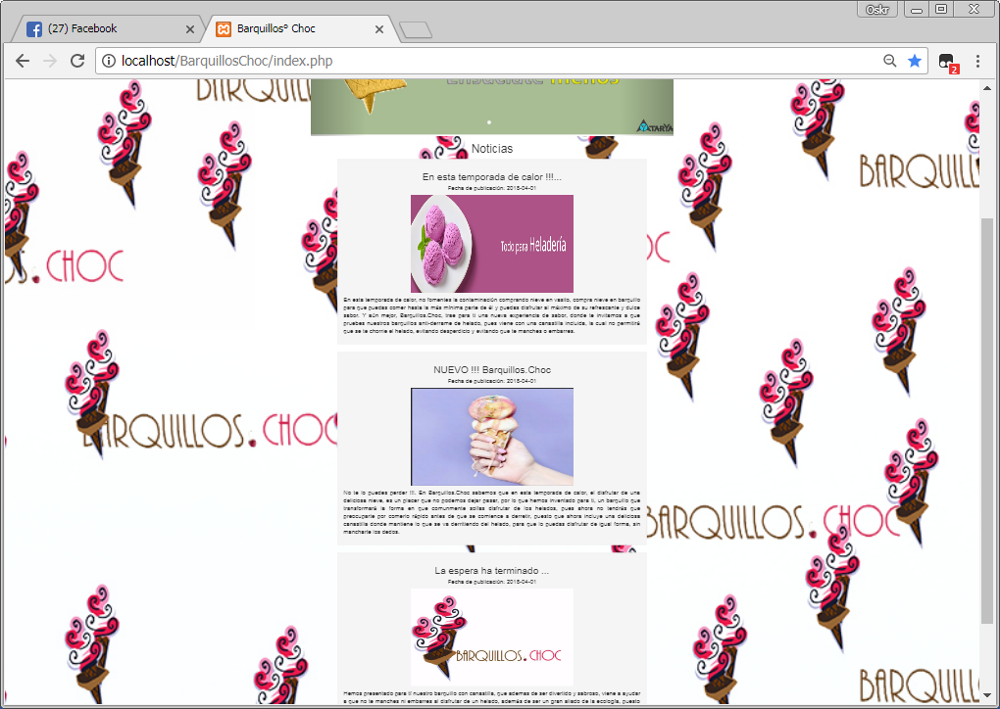 Oskr
(27) Facebook
Barquillos° Choc
localhost/BarquillosChoc/index.php
2
BARQUILLOS
YATARYA
Noticias
BARQUILLOS
En esta temporada de calor !!!...
Fecha de publicación: 2018-04-01
Todo para Heladería
.CHOC
En esta temporada de calor, no fomentes la contaminación comprando nieve en vasito, compra nieve en barquillo
para que puedas comer hasta la más mínima parte de él y puedas disfrutar al máximo de su refrescante y dulce
sabor. Y aún mejor, Barquillos.Choc, trae para ti una nueva experiencia de sabor, donde te invitamos a que
pruebes nuestros barquillos anti-derrame de helado, pues viene con una canastilla incluida, la cual no permitirá
que se te chorrie el helado, evitando desperdicio y evitando que te manches o embarres.
NUEVO !!! Barquillos.Choc
Fecha de publicación: 2018-04-01
BARQUILLOS.CHOC
No te lo puedes perder !!!. En Barquillos.Choc sabemos que en esta temporada de calor, el disfrutar de una
deliciosa nieve, es un placer que no podemos dejar pasar, por lo que hemos inventado para ti, un barquillo que
transformará la forma en que comunmente solías disfrutar de los helados, pues ahora no tendrás que
preocuparte por comerlo rápido antes de que se comience a derretir, puesto que ahora incluye una deliciosa
canastilla donde mantiene lo que se va derritiendo del helado, para que lo puedas disfrutar de igual forma, sin
mancharte los dedos.
BARQUILLOS.CHOC
La espera ha terminado ...
Fecha de publicación: 2018-04-01
BARQUILLOS.CHOC
BARQUILLOS
Hemos presentado para tí nuestro barquillo con canastilla, que ademas de ser divertido y sabroso, viene a ayudar
a que no te manches ni embarres al disfrutar de un helado, además de ser un gran aliado de la ecología, puesto